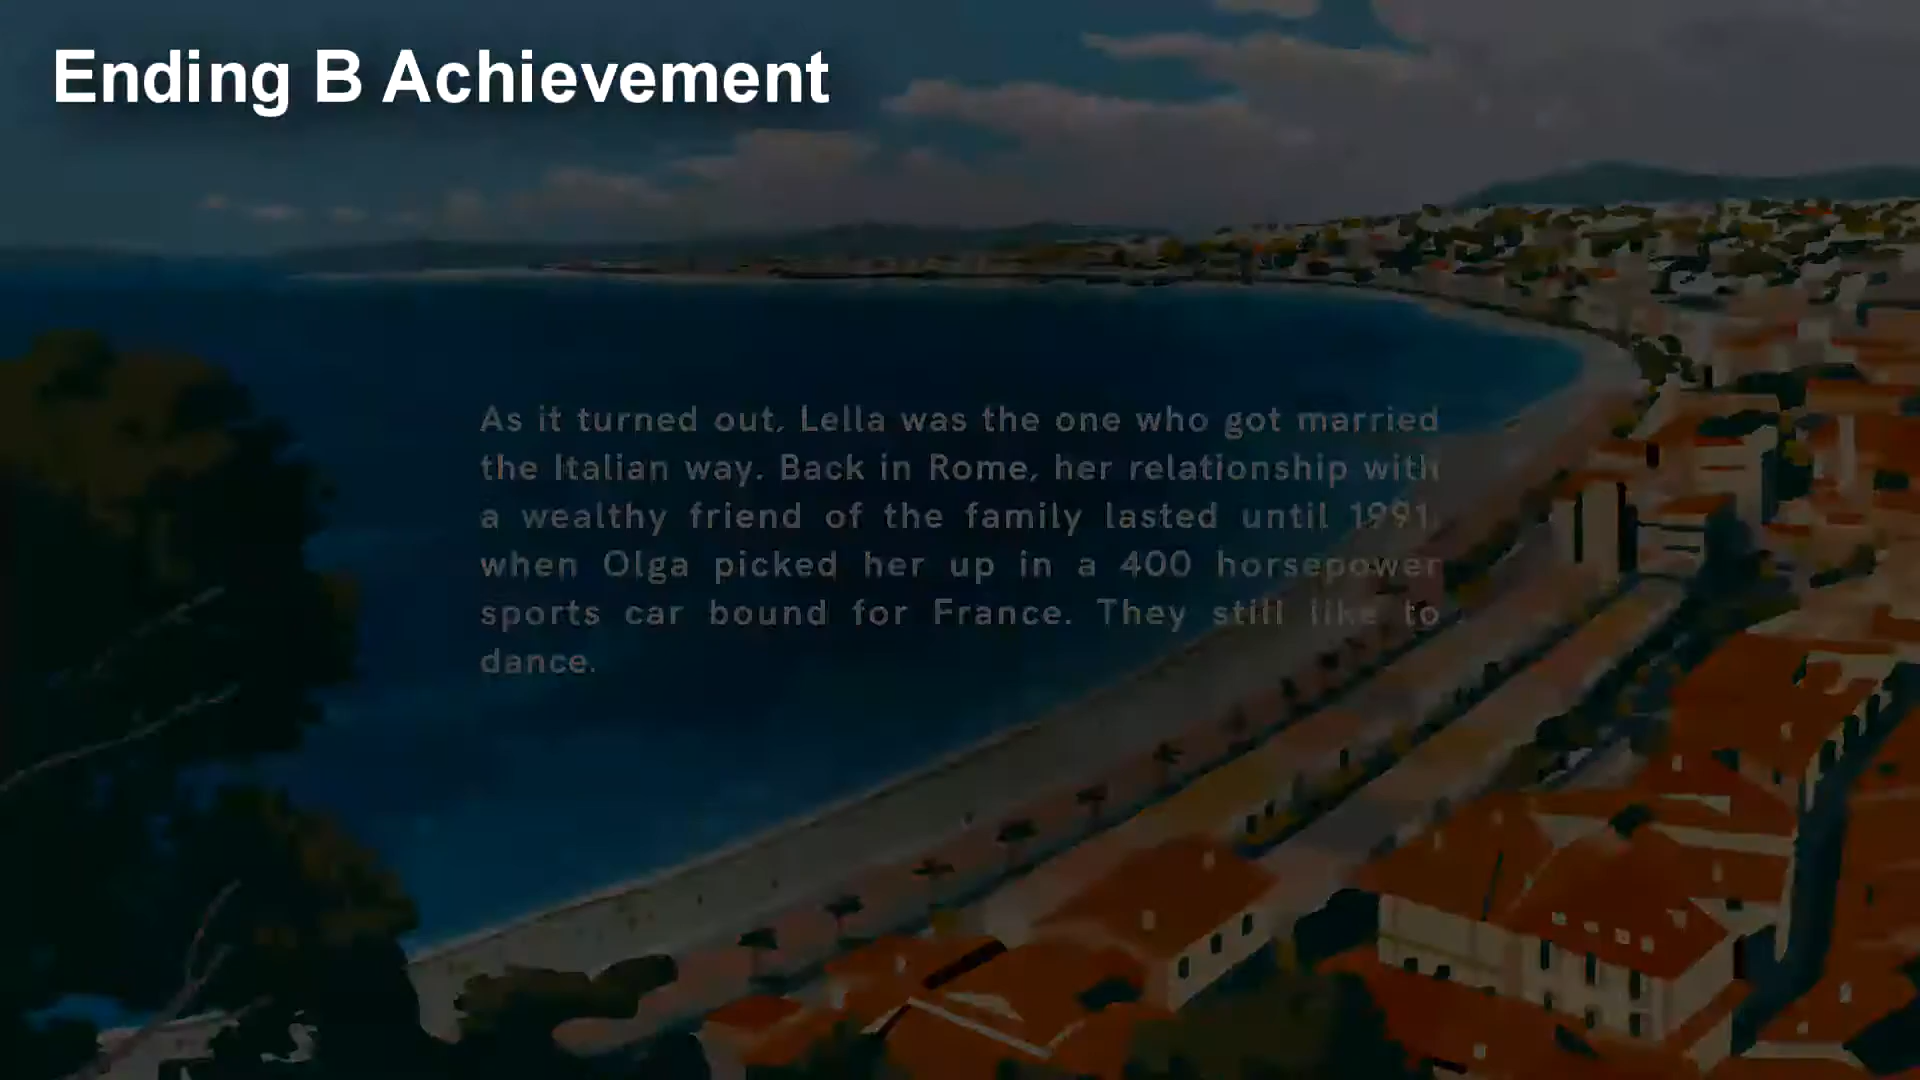 Ending B Achievement
As it turned out, Lella was the one who got married
the Italian way. Back in Rome, her relationship with
a wealthy friend of the family lasted until 1991,
when Olga picked her up in a 400 horsepower
sports car bound for France. They still like to
dance.